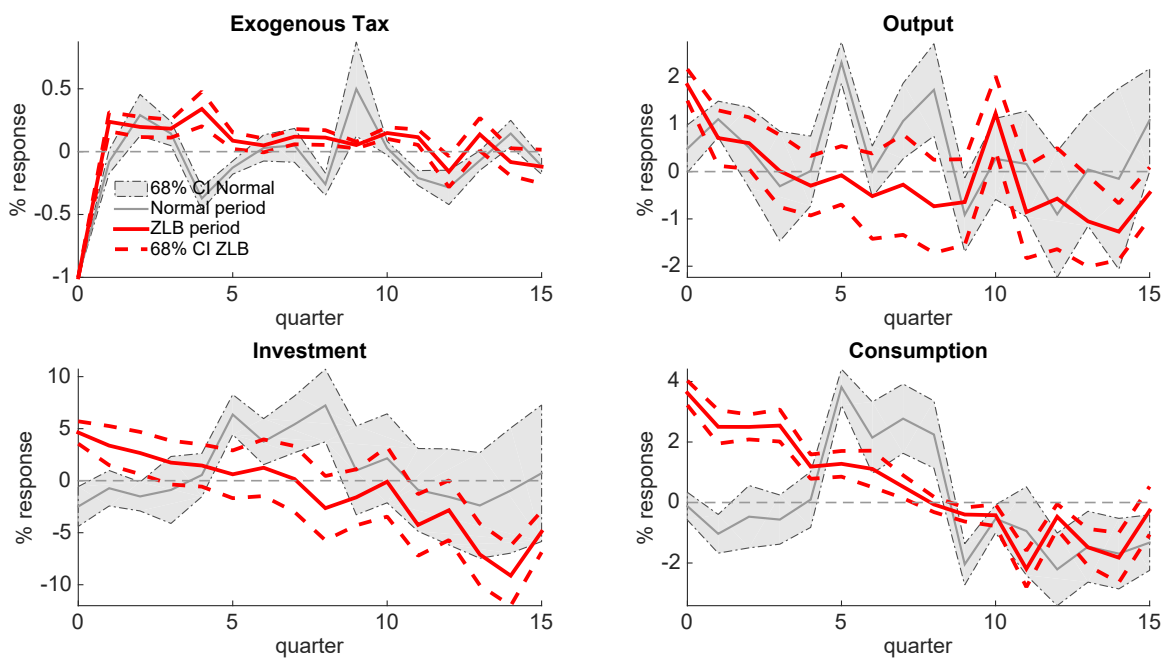 Exogenous Tax
% response
0.5
0
-0.5
-1
68% CI Normal
Normal period
ZLB period
68% CI ZLB
0 5 10 15
quarter
Output
% response
2
1
0
-1
-2
0 5 10 15
quarter
Investment
% response
10
5
0
-5
-10
0 5 10 15
quarter
Consumption
% response
4
2
0
-2
0 5 10 15
quarter